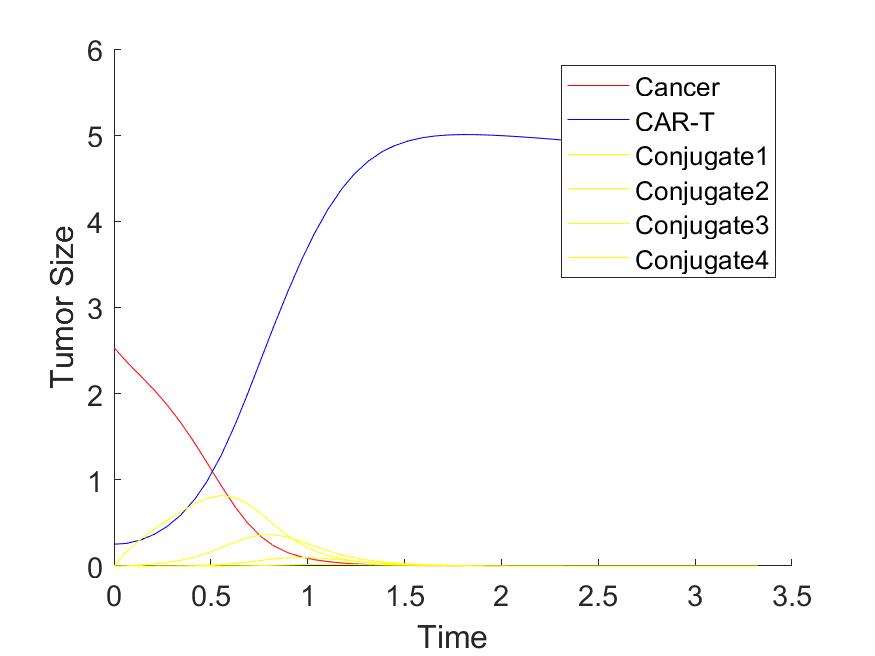 6
5
4
3
2
1
0
Tumor Size
Cancer
CAR-T
Conjugate1
Conjugate2
Conjugate3
Conjugate4
0 0.5 1 1.5 2 2.5 3 3.5
Time